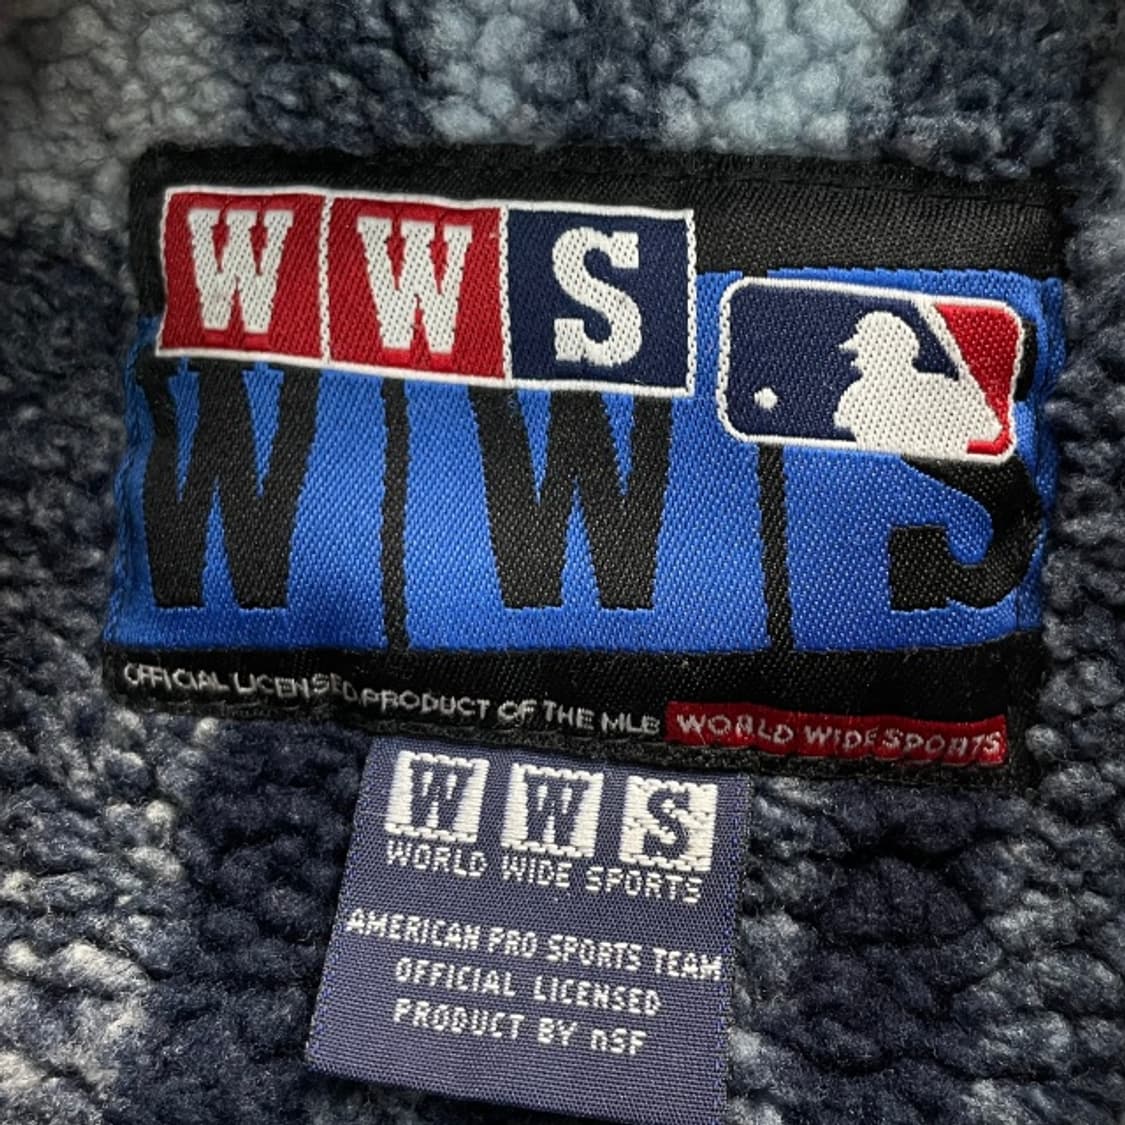 WWS
WWS
OFFICIAL LICENSED PRODUCT OF THE MLB WORLD WIDE SPORTS
WWS
WORLD WIDE SPORTS
AMERICAN PRO SPORTS TEAM
OFFICIAL LICENSED
PRODUCT BY nSF